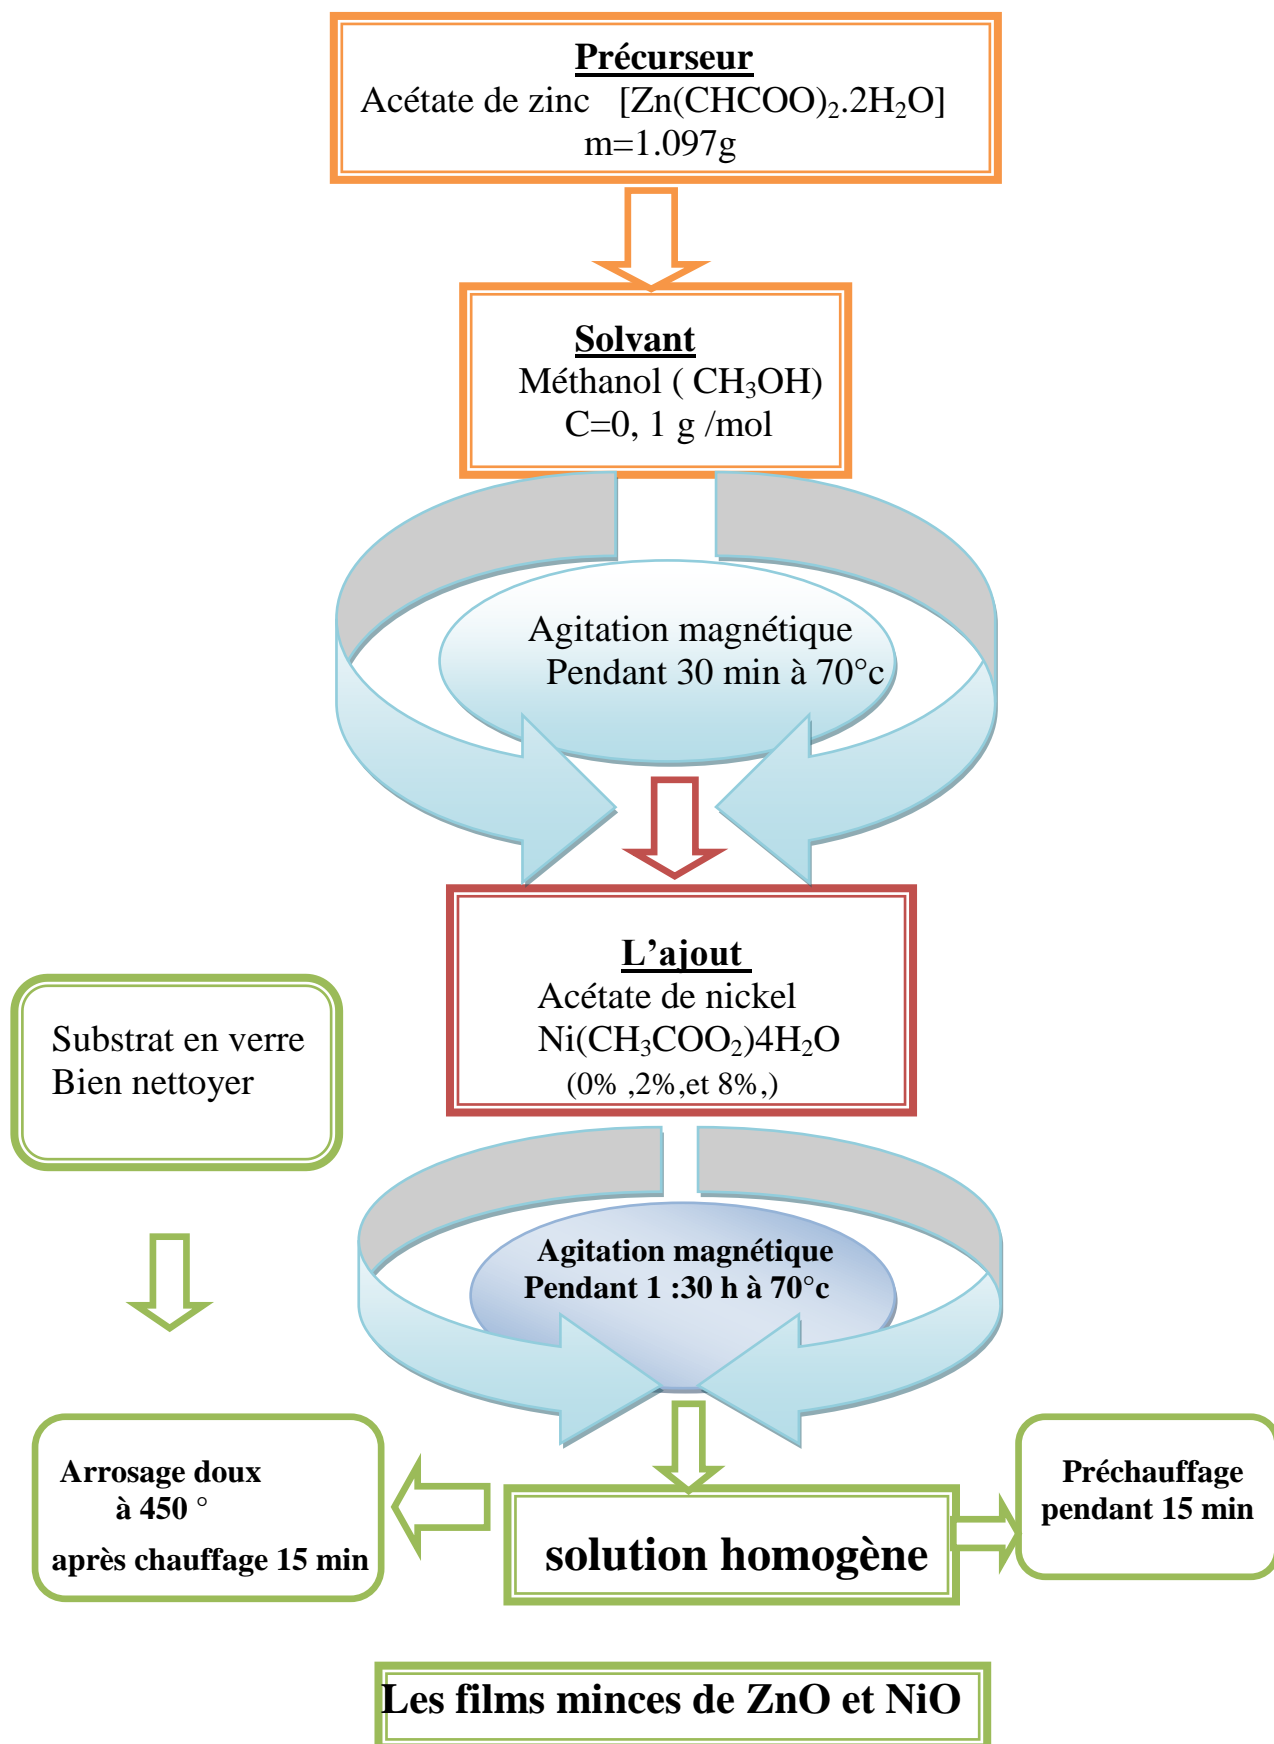 Précurseur
Acétate de zinc [Zn(CHCOO)₂.2H₂O]
m=1.097g
Solvant
Méthanol ( CH₃OH)
C=0, 1 g /mol
Agitation magnétique
Pendant 30 min à 70°c
L’ajout
Acétate de nickel
Ni(CH₃COO₂)4H₂O
(0% ,2%,et 8%,)
Substrat en verre
Bien nettoyer
Agitation magnétique
Pendant 1 :30 h à 70°c
Arrosage doux
à 450 °
après chauffage 15 min
solution homogène
Préchauffage
pendant 15 min
Les films minces de ZnO et NiO